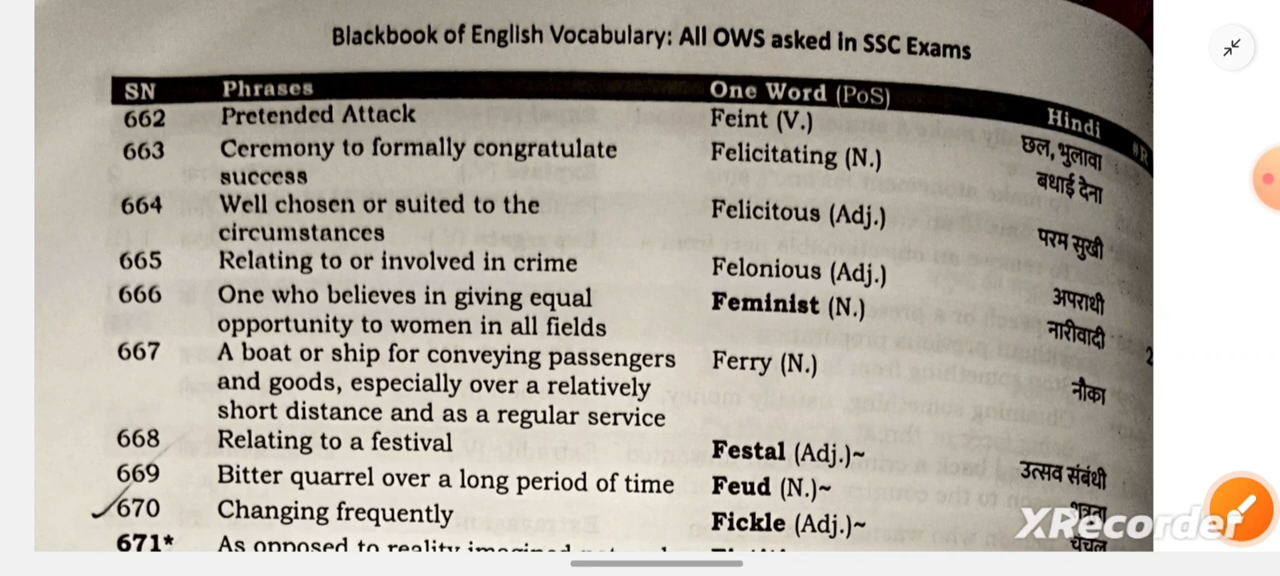 Blackbook of English Vocabulary: All OWS asked in SSC Exams
SN Phrases One Word (PoS) Hindi
662 Pretended Attack Feint (V.) छल, भुलावा
663 Ceremony to formally congratulate Felicitating (N.) बधाई देना
success
664 Well chosen or suited to the Felicitous (Adj.) परम सुखी
circumstances
665 Relating to or involved in crime Felonious (Adj.) अपराधी
666 One who believes in giving equal Feminist (N.) नारीवादी
opportunity to women in all fields
667 A boat or ship for conveying passengers Ferry (N.) नौका
and goods, especially over a relatively
short distance and as a regular service
668 Relating to a festival Festal (Adj.)~ उत्सव संबंधी
669 Bitter quarrel over a long period of time Feud (N.)~
670 Changing frequently Fickle (Adj.)~ चंचल
671* As opposed to reality
XRecorder